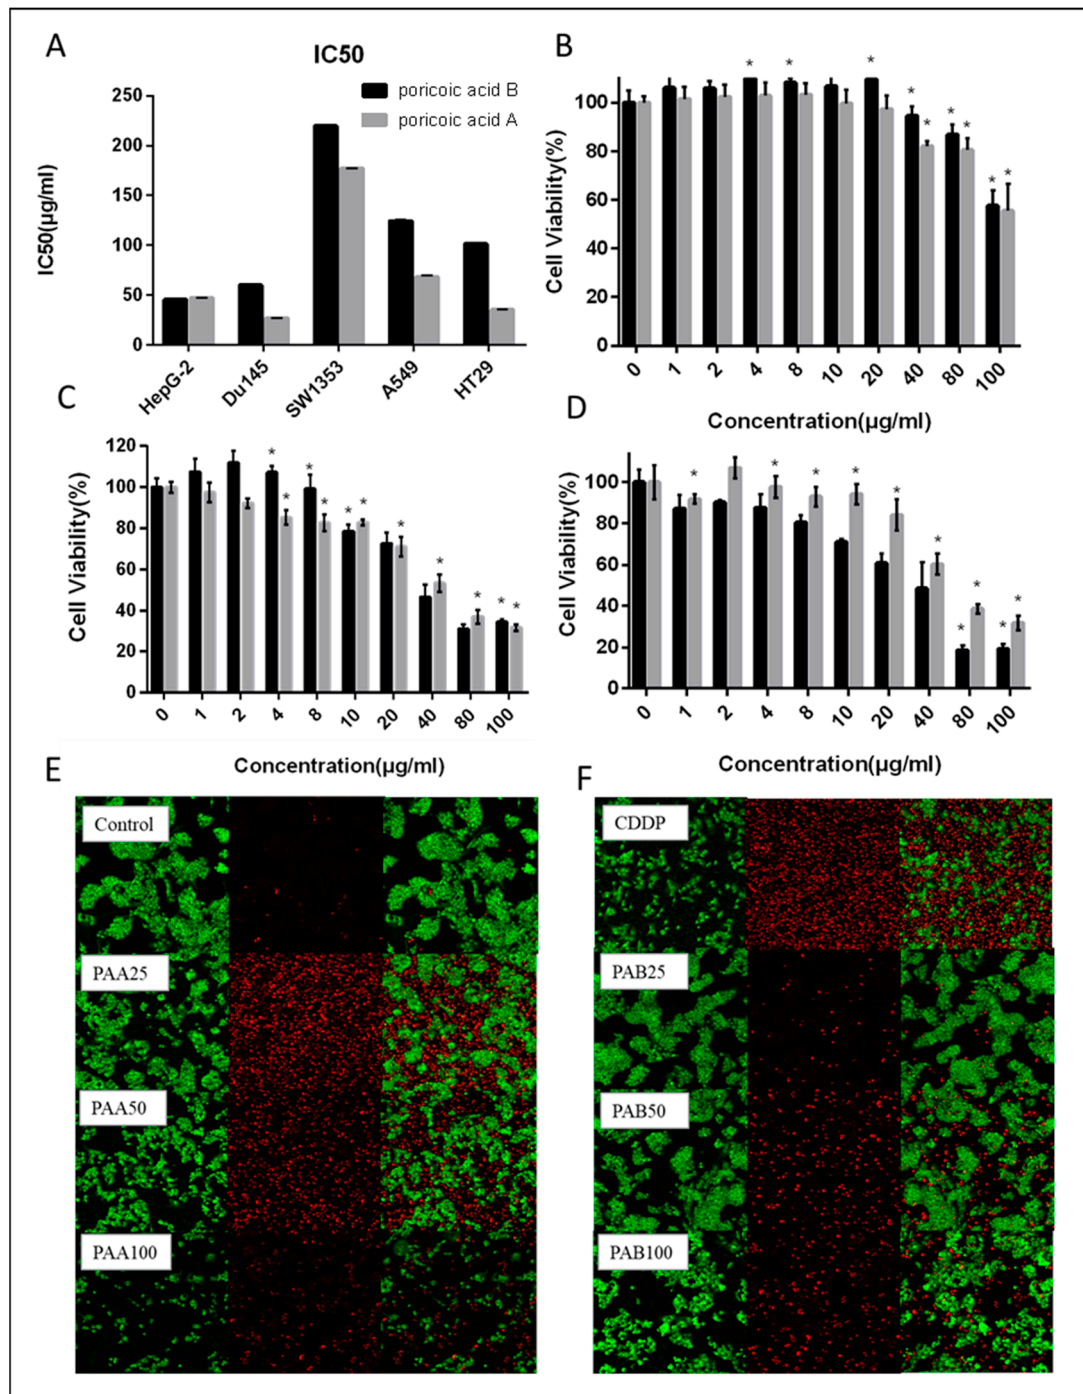 A
IC50
poricoic acid B
poricoic acid A
IC50(µg/ml)
250
200
150
100
50
0
HepG-2
Du145
SW1353
A549
HT29
B
* * * * * * * *
Cell Viability(%)
100
80
60
40
20
0
0 1 2 4 8 10 20 40 80 100
Concentration(µg/ml)
C
* * * * * * * * * * *
Cell Viability(%)
120
100
80
60
40
20
0
0 1 2 4 8 10 20 40 80 100
Concentration(µg/ml)
D
* * * * * * * * * *
Cell Viability(%)
100
80
60
40
20
0
0 1 2 4 8 10 20 40 80 100
Concentration(µg/ml)
E
Control
PAA25
PAA50
PAA100
F
CDDP
PAB25
PAB50
PAB100